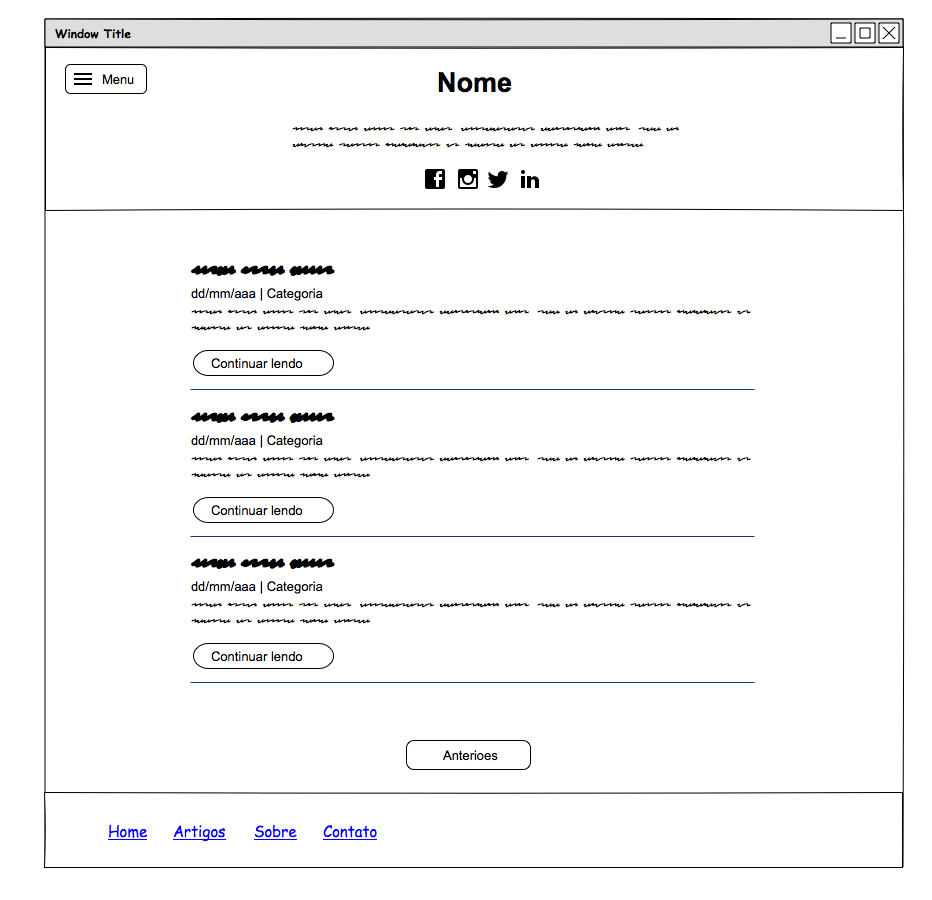 Window Title
Menu
Nome
dd/mm/aaa | Categoria
Continuar lendo
dd/mm/aaa | Categoria
Continuar lendo
dd/mm/aaa | Categoria
Continuar lendo
Anterioes
Home Artigos Sobre Contato